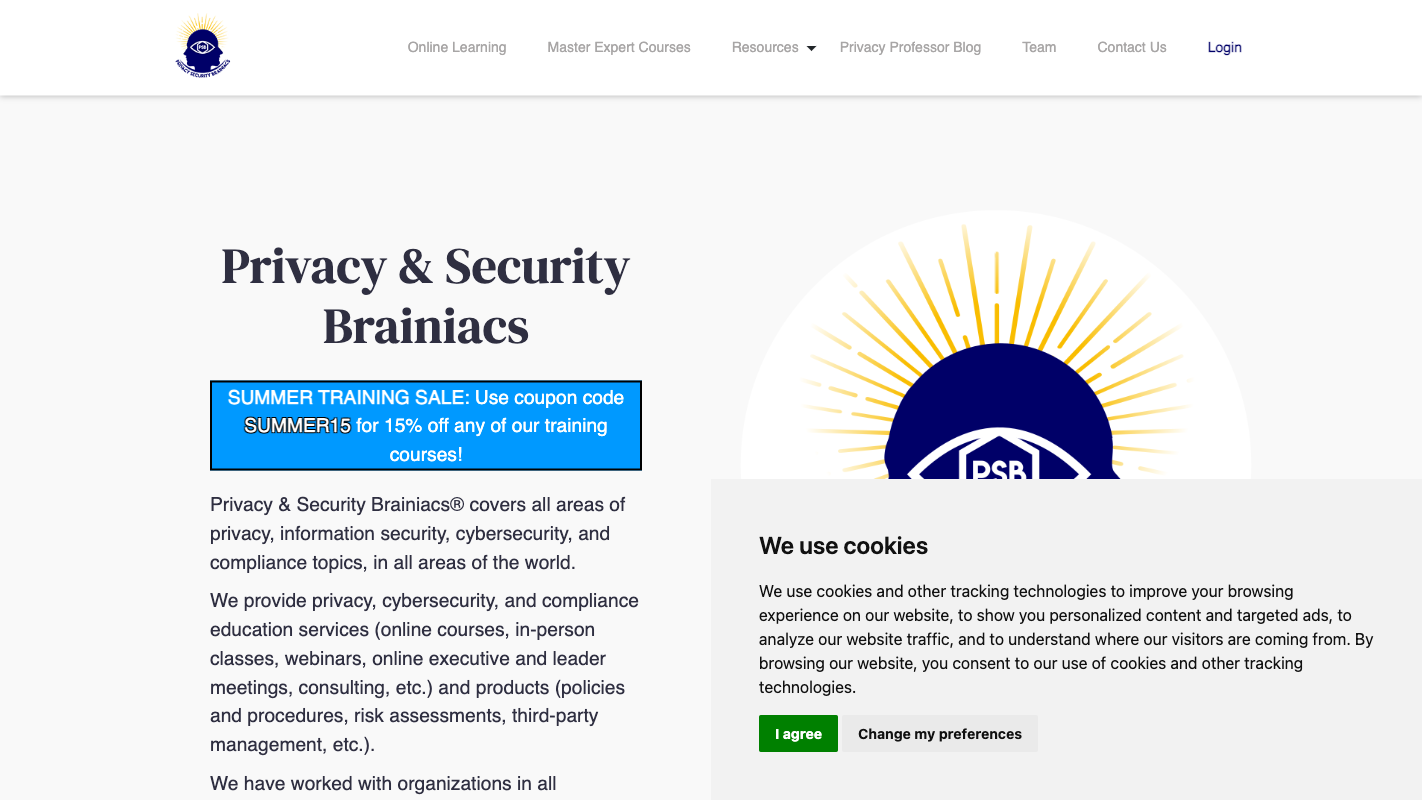 PSB
PRIVACY SECURITY BRAINIACS
Online Learning
Master Expert Courses
Resources
Privacy Professor Blog
Team
Contact Us
Login
Privacy & Security
Brainiacs
SUMMER TRAINING SALE: Use coupon code
SUMMER15 for 15% off any of our training
courses!
Privacy & Security Brainiacs® covers all areas of
privacy, information security, cybersecurity, and
compliance topics, in all areas of the world.
We provide privacy, cybersecurity, and compliance
education services (online courses, in-person
classes, webinars, online executive and leader
meetings, consulting, etc.) and products (policies
and procedures, risk assessments, third-party
management, etc.).
We have worked with organizations in all
PSB
We use cookies
We use cookies and other tracking technologies to improve your browsing
experience on our website, to show you personalized content and targeted ads, to
analyze our website traffic, and to understand where our visitors are coming from. By
browsing our website, you consent to our use of cookies and other tracking
technologies.
I agree
Change my preferences